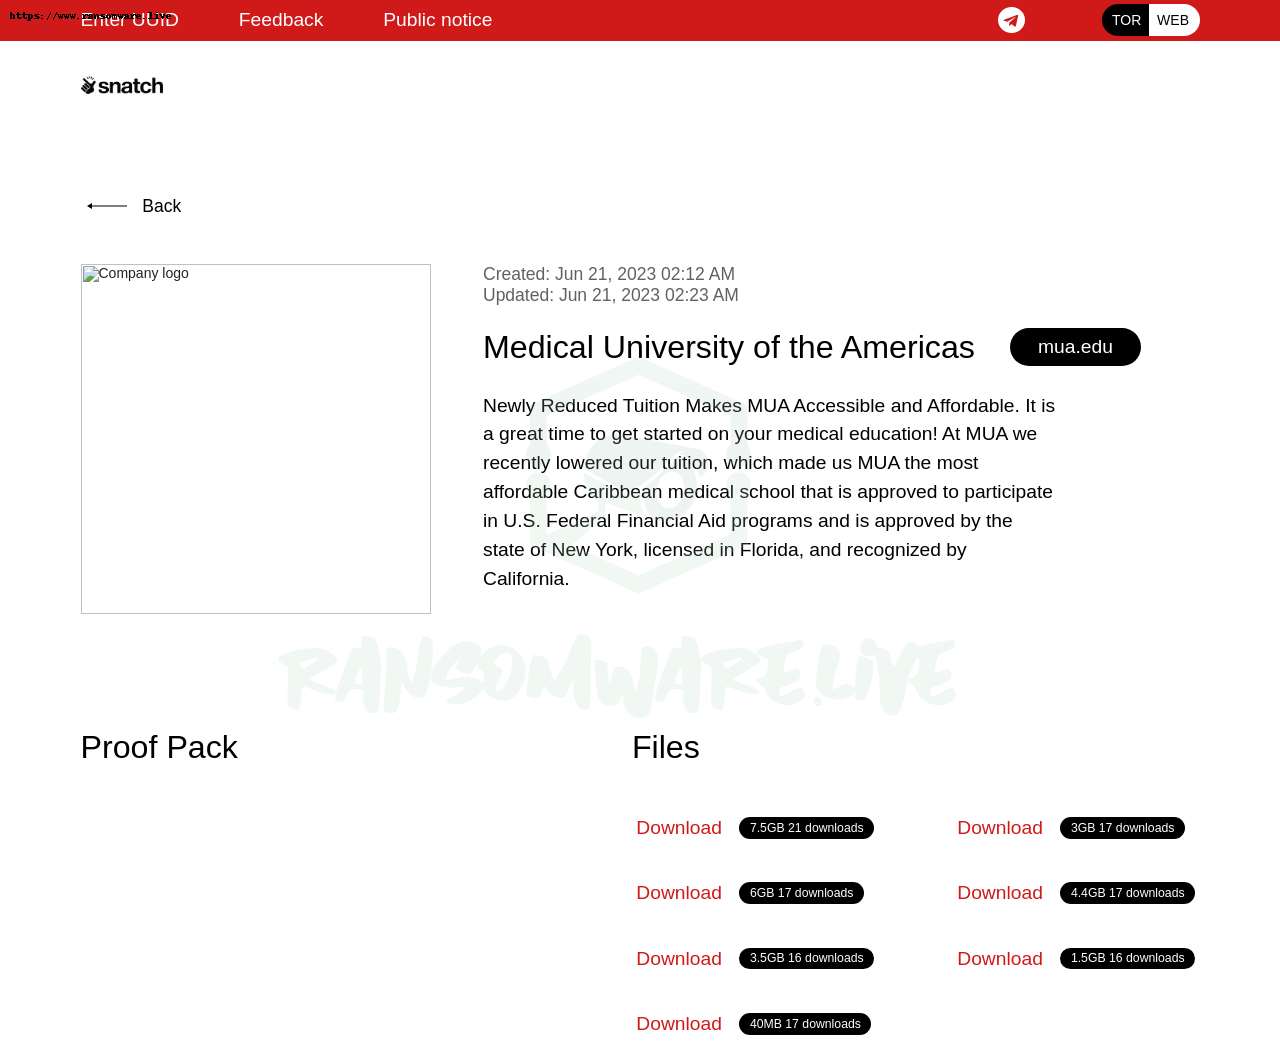 https://www.ransomware.live
Enter UUID
Feedback
Public notice
TOR
WEB
snatch
Back
Company logo
Created: Jun 21, 2023 02:12 AM
Updated: Jun 21, 2023 02:23 AM
Medical University of the Americas
mua.edu
Newly Reduced Tuition Makes MUA Accessible and Affordable. It is
a great time to get started on your medical education! At MUA we
recently lowered our tuition, which made us MUA the most
affordable Caribbean medical school that is approved to participate
in U.S. Federal Financial Aid programs and is approved by the
state of New York, licensed in Florida, and recognized by
California.
RANSOMWARE.LIVE
Proof Pack
Files
Download 7.5GB 21 downloads
Download 3GB 17 downloads
Download 6GB 17 downloads
Download 4.4GB 17 downloads
Download 3.5GB 16 downloads
Download 1.5GB 16 downloads
Download 40MB 17 downloads